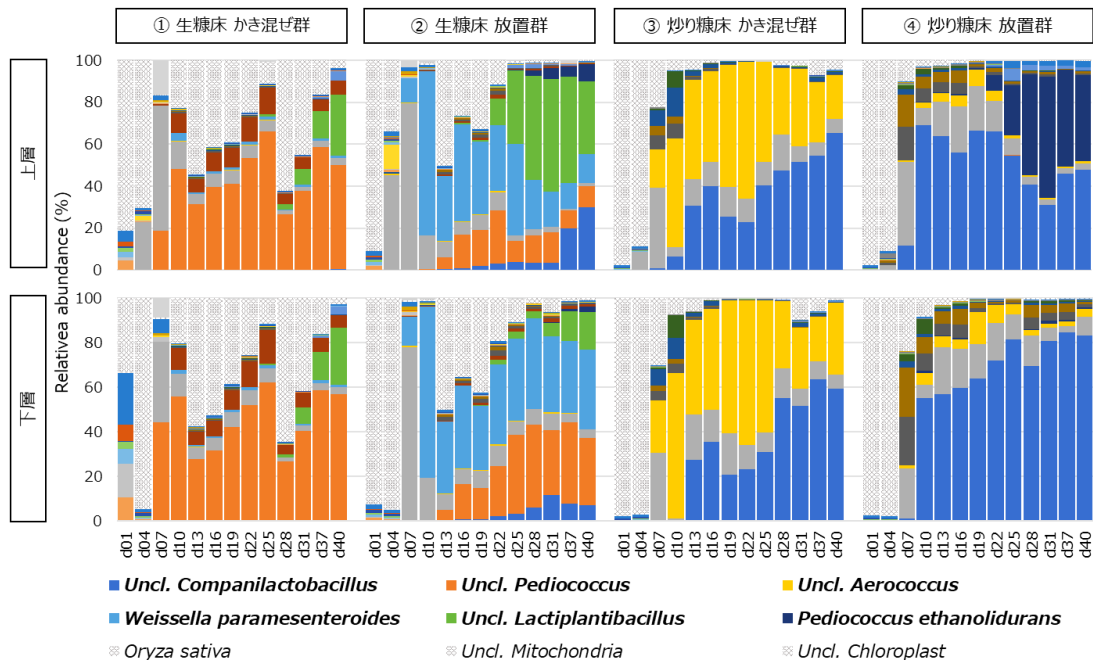 ① 生糠床 かき混ぜ群
② 生糠床 放置群
③ 炒り糠床 かき混ぜ群
④ 炒り糠床 放置群
上層
下層
Relativea abundance (%)
100
80
60
40
20
0
100
80
60
40
20
0
d01 d04 d07 d10 d13 d16 d19 d22 d25 d28 d31 d37 d40
d01 d04 d07 d10 d13 d16 d19 d22 d25 d28 d31 d37 d40
d01 d04 d07 d10 d13 d16 d19 d22 d25 d28 d31 d37 d40
d01 d04 d07 d10 d13 d16 d19 d22 d25 d28 d31 d37 d40
Uncl. Companilactobacillus
Uncl. Pediococcus
Uncl. Aerococcus
Weissella paramesenteroides
Uncl. Lactiplantibacillus
Pediococcus ethanolidurans
Oryza sativa
Uncl. Mitochondria
Uncl. Chloroplast